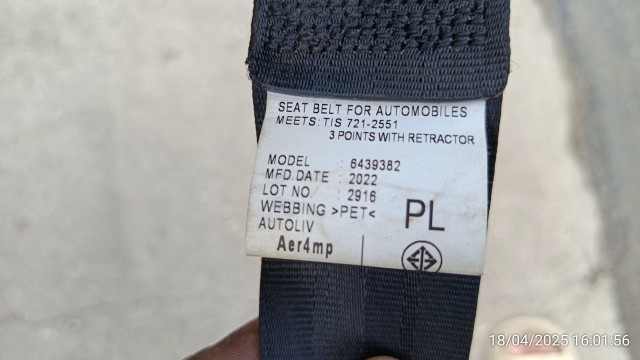 SEAT BELT FOR AUTOMOBILES
MEETS: TIS 721-2551
3 POINTS WITH RETRACTOR
MODEL : 6439382
MFD.DATE : 2022
LOT NO. : 2916
WEBBING >PET<
PL
AUTOLIV
Aer4mp
18/04/2025 16:01:56